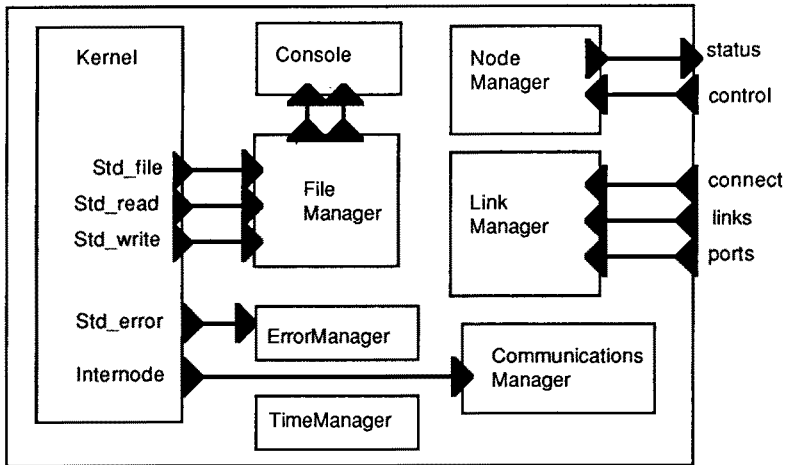 Kernel
Console
Node
Manager
status
control
Std_file
Std_read
Std_write
File
Manager
Link
Manager
connect
links
ports
Std_error
ErrorManager
Internode
Communications
Manager
TimeManager